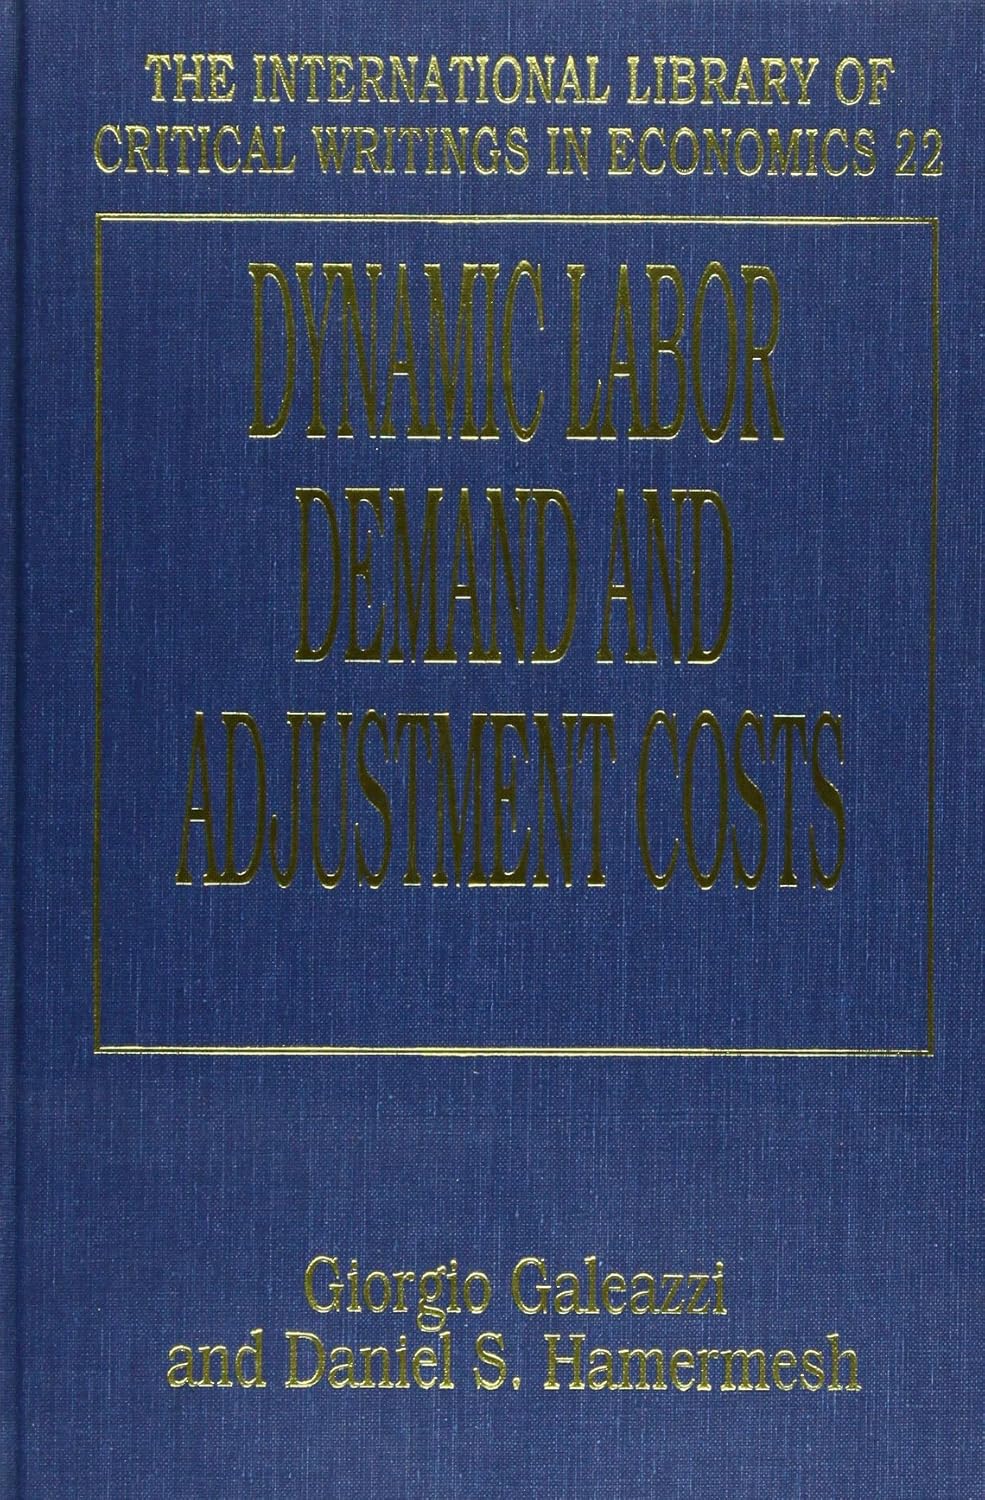 THE INTERNATIONAL LIBRARY OF
CRITICAL WRITINGS IN ECONOMICS 22
DYNAMIC LABOR
DEMAND AND
ADJUSTMENT COSTS
Giorgio Galeazzi
and Daniel S. Hamermesh